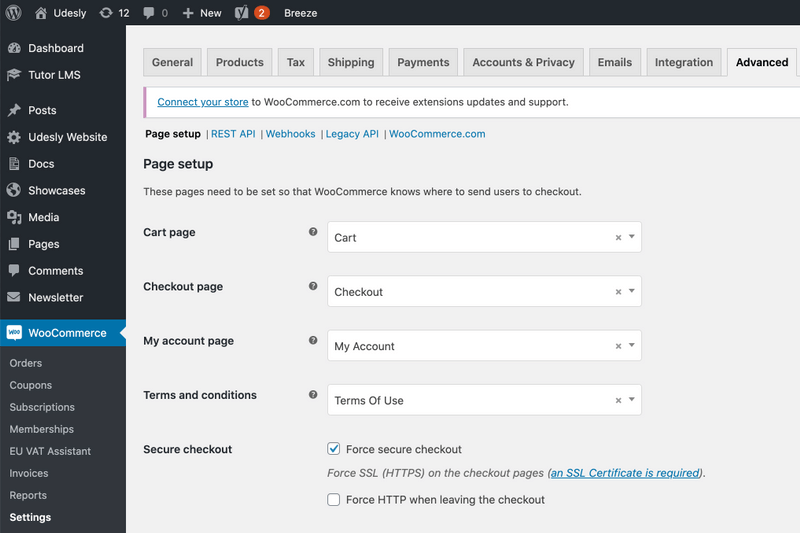 Udesly 12 0 New 2 Breeze
Dashboard
Tutor LMS
Posts
Udesly Website
Docs
Showcases
Media
Pages
Comments
Newsletter
WOO WooCommerce
Orders
Coupons
Subscriptions
Memberships
EU VAT Assistant
Invoices
Reports
Settings
General Products Tax Shipping Payments Accounts & Privacy Emails Integration Advanced
Connect your store to WooCommerce.com to receive extensions updates and support.
Page setup | REST API | Webhooks | Legacy API | WooCommerce.com
Page setup
These pages need to be set so that WooCommerce knows where to send users to checkout.
Cart page ? Cart × 
Checkout page ? Checkout ×
My account page ? My Account ×
Terms and conditions ? Terms Of Use ×
Secure checkout Force secure checkout
Force SSL (HTTPS) on the checkout pages (an SSL Certificate is required).
Force HTTP when leaving the checkout